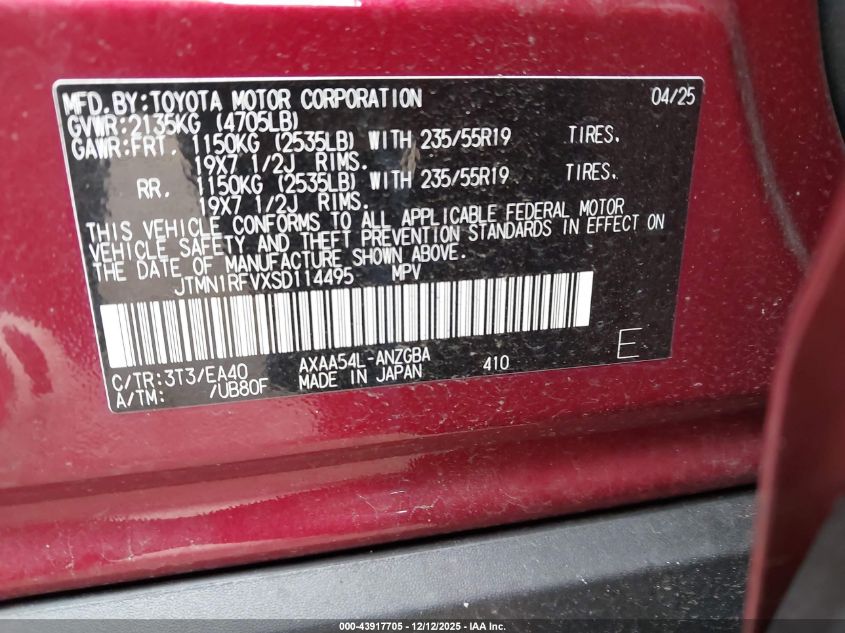 MFD.BY:TOYOTA MOTOR CORPORATION 04/25
GVWR:2135KG (4705LB)
GAWR:FRT. 1150KG (2535LB) WITH 235/55R19 TIRES.
19X7 1/2J RIMS.
RR. 1150KG (2535LB) WITH 235/55R19 TIRES.
19X7 1/2J RIMS.
THIS VEHICLE CONFORMS TO ALL APPLICABLE FEDERAL MOTOR
VEHICLE SAFETY AND THEFT PREVENTION STANDARDS IN EFFECT ON
THE DATE OF MANUFACTURE SHOWN ABOVE.
JTMN1RFVXSD114495 MPV
C/TR:3T3/EA40 AXAA54L-ANZGBA 410 E
A/TM: /UB80F MADE IN JAPAN
000-43917705 - 12/12/2025 - IAA Inc.